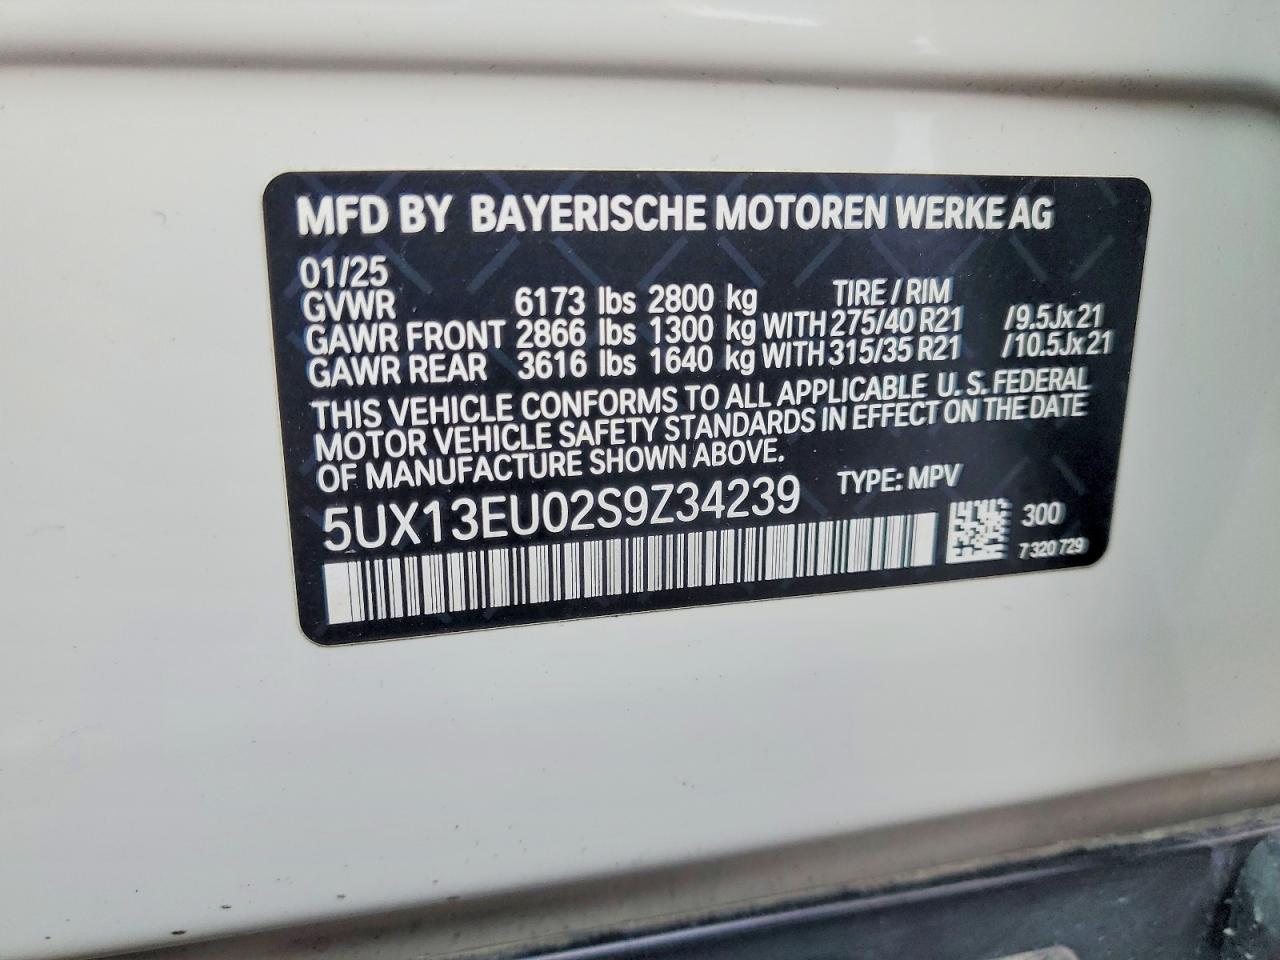 MFD BY BAYERISCHE MOTOREN WERKE AG
01/25
GVWR 6173 lbs 2800 kg TIRE / RIM
GAWR FRONT 2866 lbs 1300 kg WITH 275/40 R21 /9.5Jx21
GAWR REAR 3616 lbs 1640 kg WITH 315/35 R21 /10.5Jx21
THIS VEHICLE CONFORMS TO ALL APPLICABLE U.S. FEDERAL
MOTOR VEHICLE SAFETY STANDARDS IN EFFECT ON THE DATE
OF MANUFACTURE SHOWN ABOVE.
5UX13EU02S9Z34239 TYPE: MPV
300
7 320 729